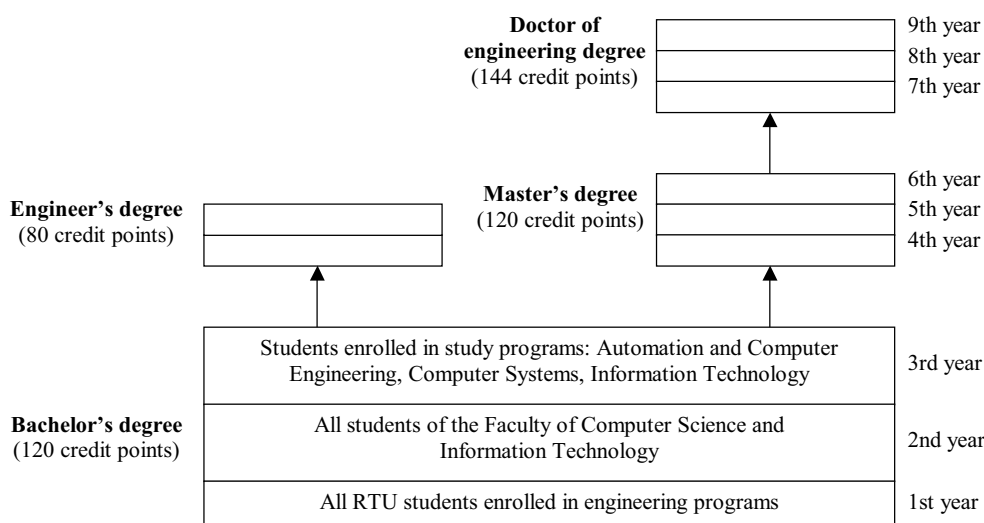 Doctor of
engineering degree
(144 credit points)
9th year
8th year
7th year
Master’s degree
(120 credit points)
6th year
5th year
4th year
Engineer’s degree
(80 credit points)
Students enrolled in study programs: Automation and Computer
Engineering, Computer Systems, Information Technology
3rd year
Bachelor’s degree
(120 credit points)
All students of the Faculty of Computer Science and
Information Technology
2nd year
All RTU students enrolled in engineering programs
1st year